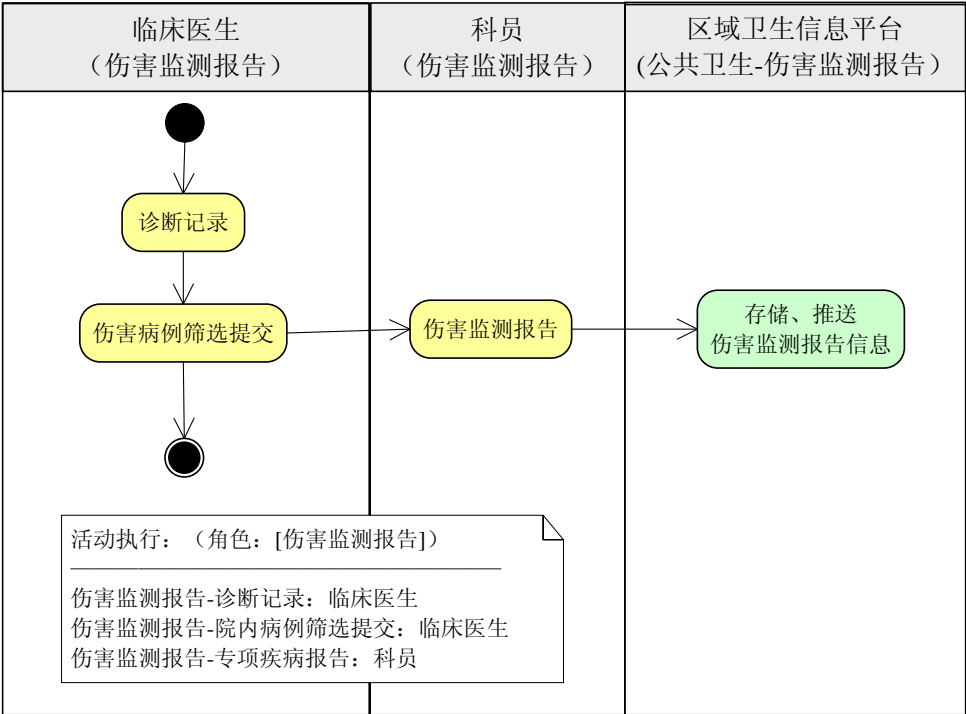 临床医生
（伤害监测报告）
科员
（伤害监测报告）
区域卫生信息平台
(公共卫生-伤害监测报告）
诊断记录
伤害病例筛选提交
伤害监测报告
存储、推送
伤害监测报告信息
活动执行：（角色：[伤害监测报告]）
伤害监测报告-诊断记录：临床医生
伤害监测报告-院内病例筛选提交：临床医生
伤害监测报告-专项疾病报告：科员